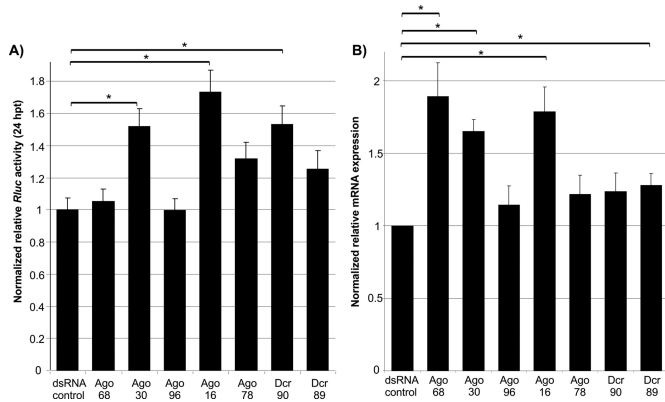 A)
* * *
Normalized relative Rluc activity (24 hpt)
1.8
1.6
1.4
1.2
1
0.8
0.6
0.4
0.2
0
dsRNA control
Ago 68
Ago 30
Ago 96
Ago 16
Ago 78
Dcr 90
Dcr 89
B)
* * * *
Normalized relative mRNA expression
2
1.5
1
0.5
0
dsRNA control
Ago 68
Ago 30
Ago 96
Ago 16
Ago 78
Dcr 90
Dcr 89